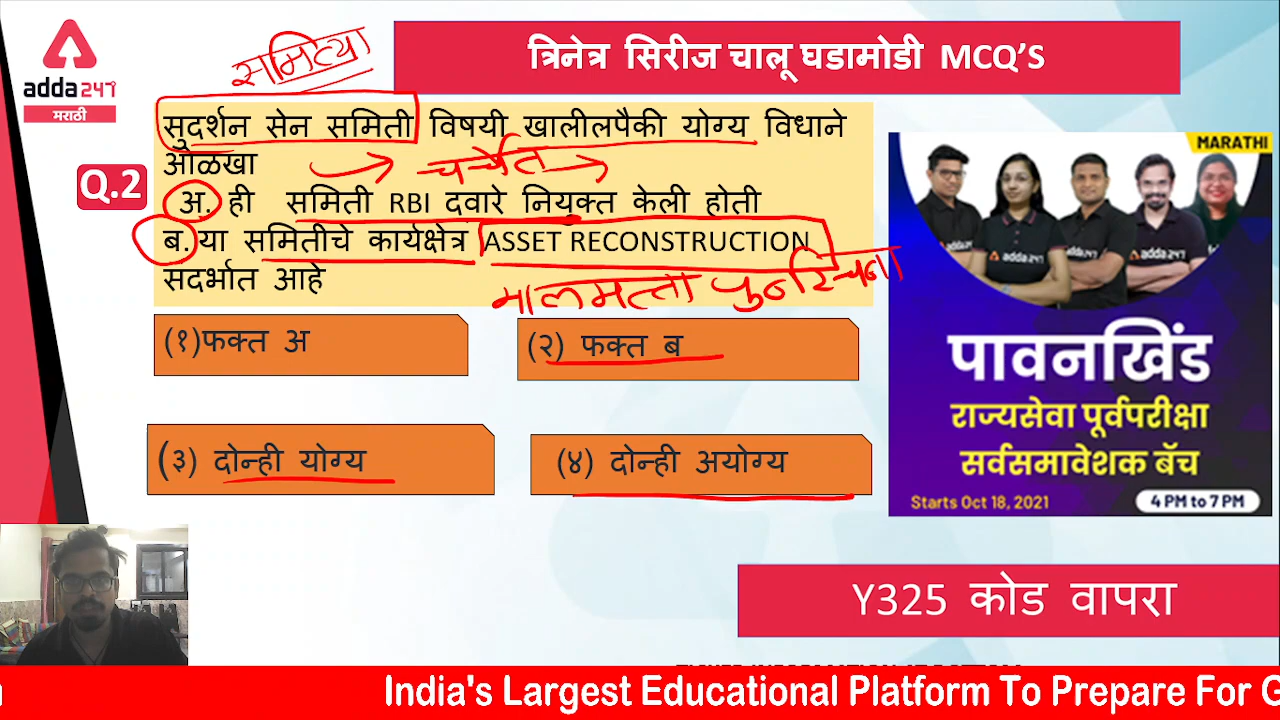 adda247
मराठी
समित्या
त्रिनेत्र सिरीज चालू घडामोडी MCQ'S
Q.2
सुदर्शन सेन समिती विषयी खालीलपैकी योग्य विधाने
ओळखा
चर्चेत
अ. ही समिती RBI दवारे नियुक्त केली होती
ब. या समितीचे कार्यक्षेत्र ASSET RECONSTRUCTION
सदर्भात आहे
मालमत्ता पुनर्रचना
(१)फक्त अ
(२) फक्त ब
(३) दोन्ही योग्य
(४) दोन्ही अयोग्य
MARATHI
adda247
पावनखिंड
राज्यसेवा पूर्वपरीक्षा
सर्वसमावेशक बॅच
Starts Oct 18, 2021
4 PM to 7 PM
Y325 कोड वापरा
India's Largest Educational Platform To Prepare For G